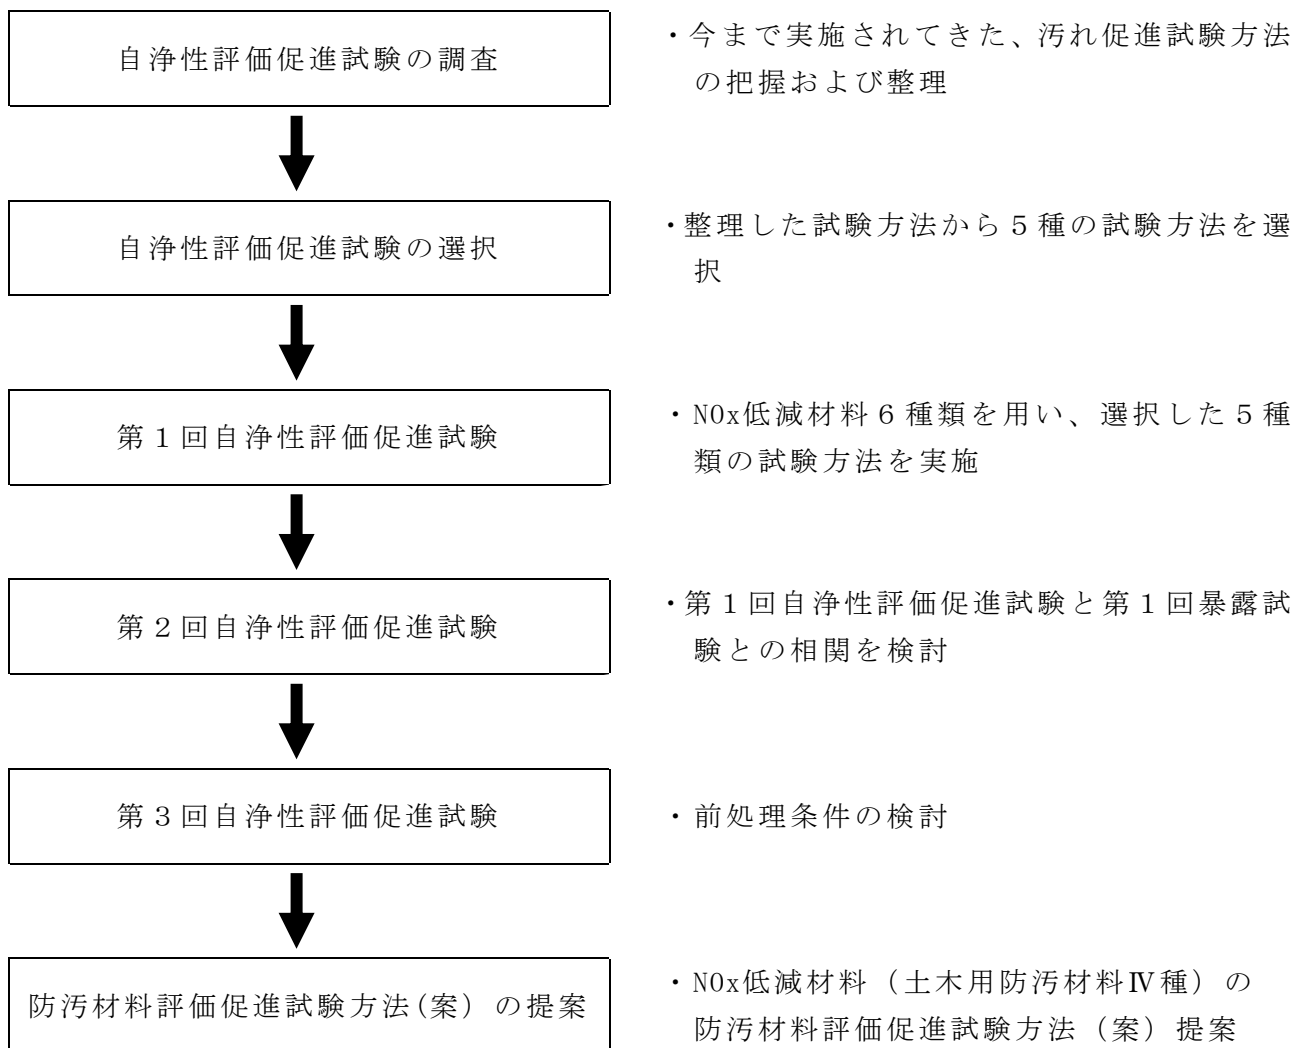 自浄性評価促進試験の調査
・今まで実施されてきた、汚れ促進試験方法
の把握および整理
自浄性評価促進試験の選択
・整理した試験方法から５種の試験方法を選
択
第１回自浄性評価促進試験
・NOx低減材料６種類を用い、選択した５種
類の試験方法を実施
第２回自浄性評価促進試験
・第１回自浄性評価促進試験と第１回暴露試
験との相関を検討
第３回自浄性評価促進試験
・前処理条件の検討
防汚材料評価促進試験方法(案）の提案
・NOx低減材料（土木用防汚材料Ⅳ種）の
防汚材料評価促進試験方法（案）提案